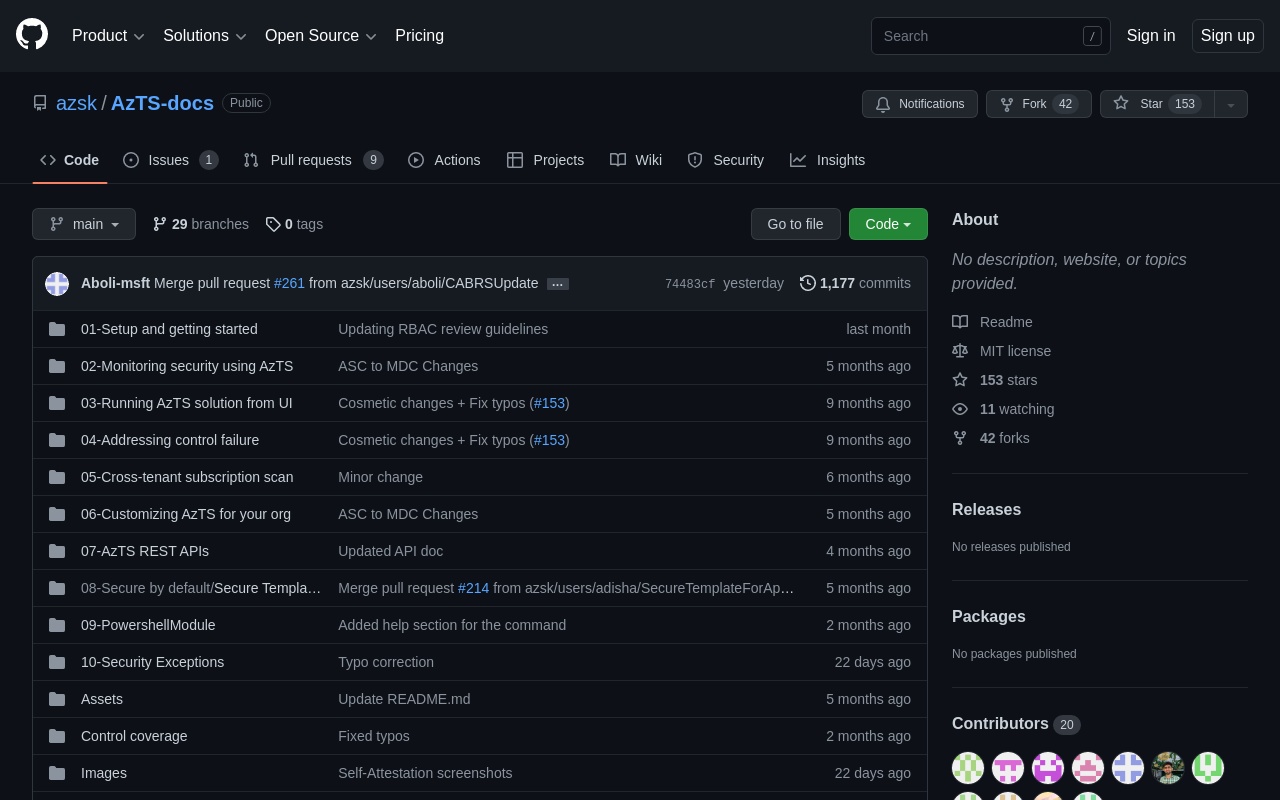 Product Solutions Open Source Pricing Search / Sign in Sign up
azsk / AzTS-docs Public Notifications Fork 42 Star 153
Code Issues 1 Pull requests 9 Actions Projects Wiki Security Insights
main 29 branches 0 tags Go to file Code
Aboli-msft Merge pull request #261 from azsk/users/aboli/CABRSUpdate … 74483cf yesterday 1,177 commits
01-Setup and getting started Updating RBAC review guidelines last month
02-Monitoring security using AzTS ASC to MDC Changes 5 months ago
03-Running AzTS solution from UI Cosmetic changes + Fix typos (#153) 9 months ago
04-Addressing control failure Cosmetic changes + Fix typos (#153) 9 months ago
05-Cross-tenant subscription scan Minor change 6 months ago
06-Customizing AzTS for your org ASC to MDC Changes 5 months ago
07-AzTS REST APIs Updated API doc 4 months ago
08-Secure by default/Secure Templa… Merge pull request #214 from azsk/users/adisha/SecureTemplateForAp… 5 months ago
09-PowershellModule Added help section for the command 2 months ago
10-Security Exceptions Typo correction 22 days ago
Assets Update README.md 5 months ago
Control coverage Fixed typos 2 months ago
Images Self-Attestation screenshots 22 days ago
About
No description, website, or topics
provided.
Readme
MIT license
153 stars
11 watching
42 forks
Releases
No releases published
Packages
No packages published
Contributors 20